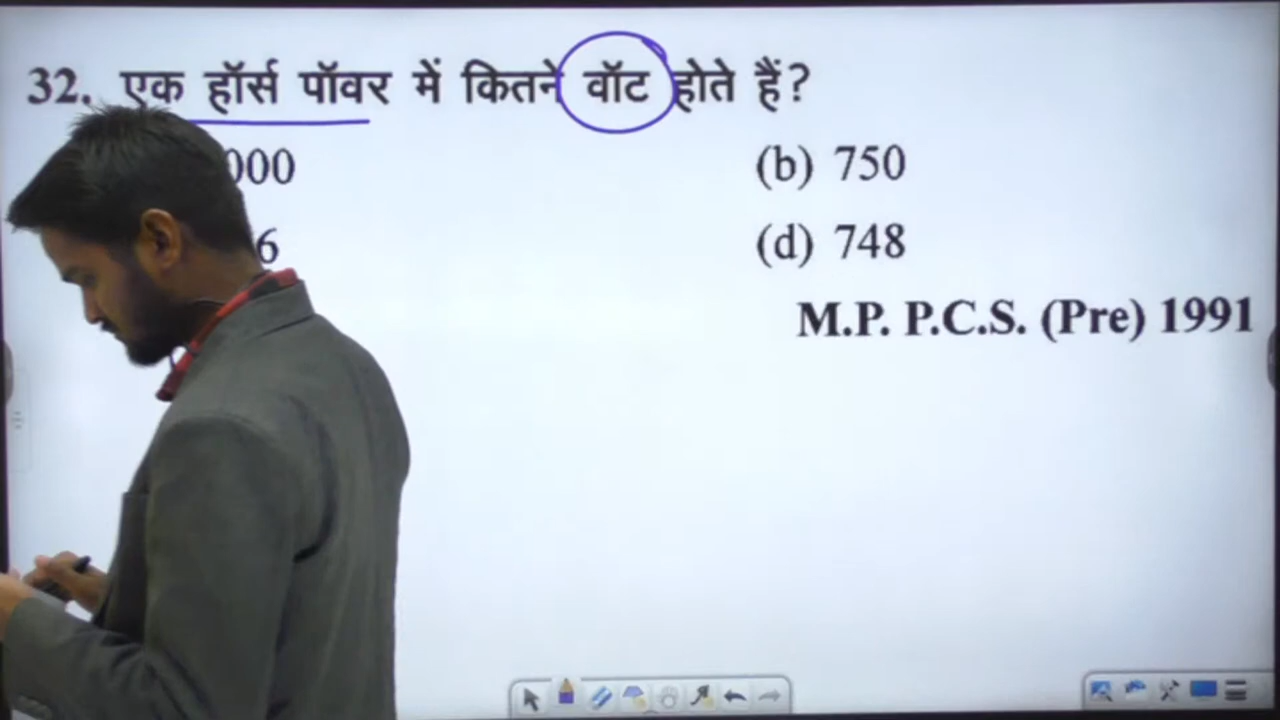 32. एक हॉर्स पॉवर में कितने वॉट होते हैं?
000 (b) 750
6 (d) 748
M.P. P.C.S. (Pre) 1991